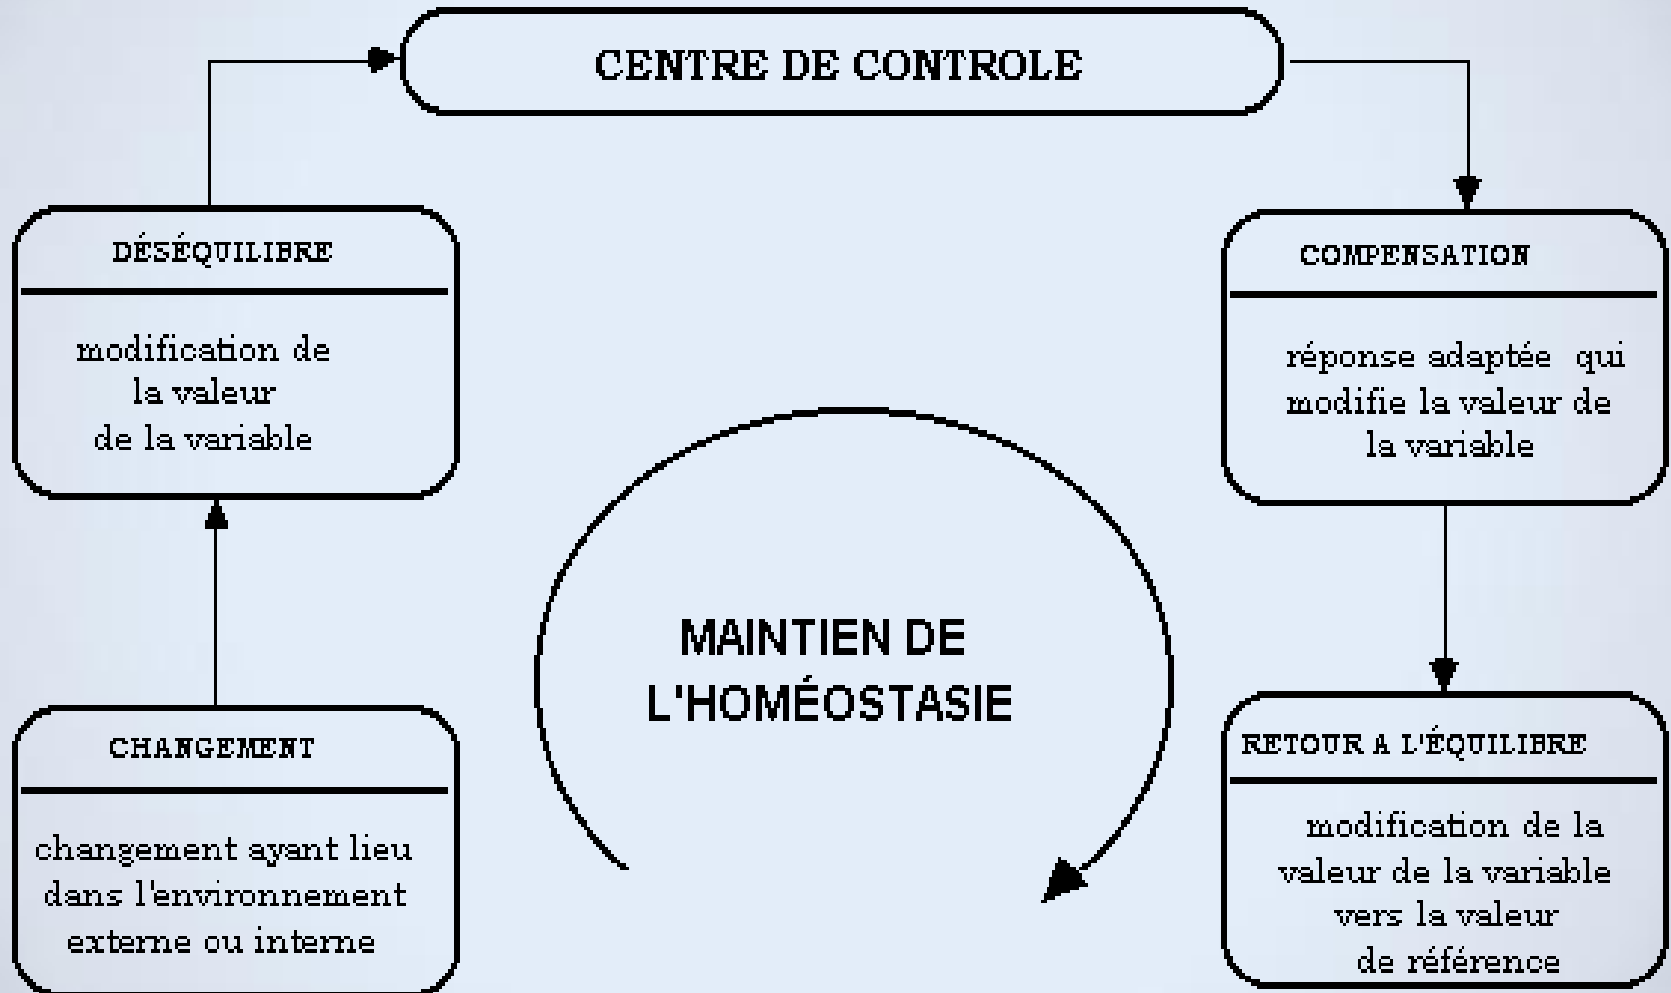 CENTRE DE CONTROLE
DÉSÉQUILIBRE
modification de
la valeur
de la variable
COMPENSATION
réponse adaptée qui
modifie la valeur de
la variable
MAINTIEN DE
L'HOMÉOSTASIE
CHANGEMENT
changement ayant lieu
dans l'environnement
externe ou interne
RETOUR A L'ÉQUILIBRE
modification de la
valeur de la variable
vers la valeur
de référence